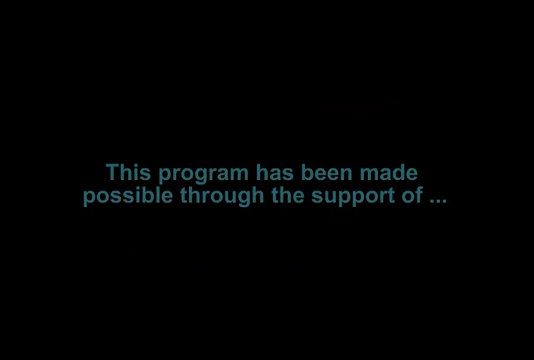 This program has been made
possible through the support of ...